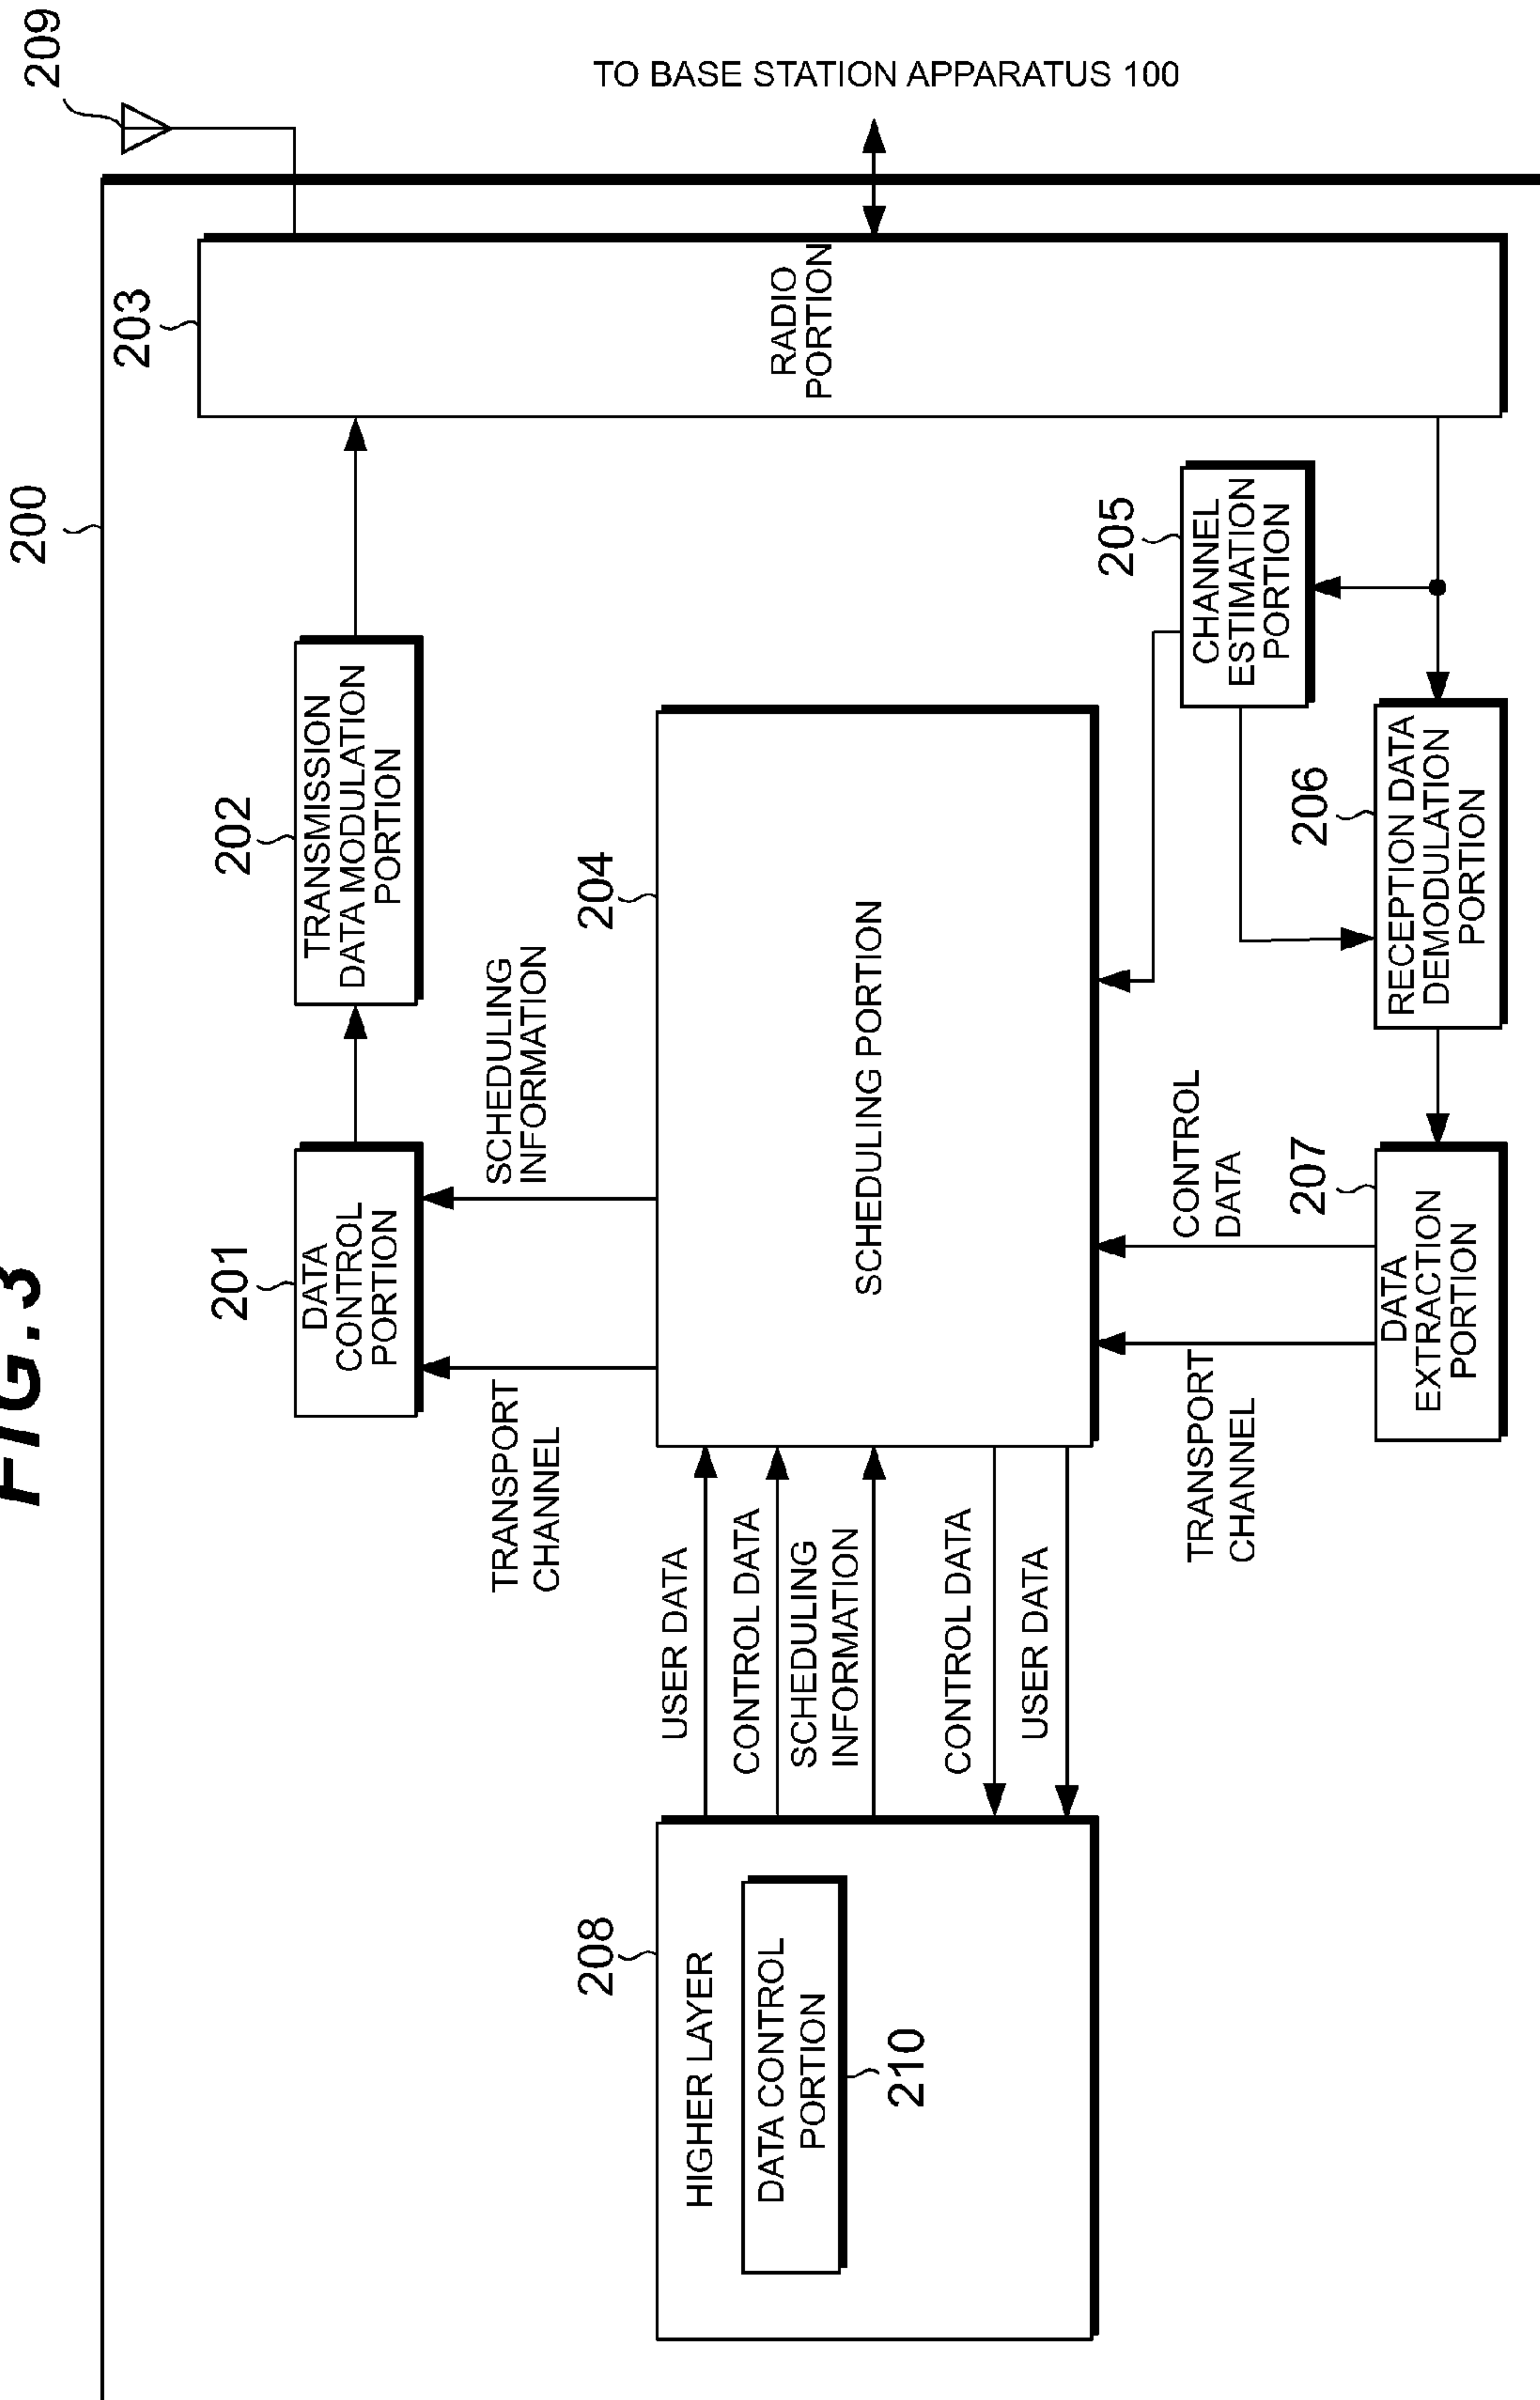 FIG. 3
200
209
TO BASE STATION APPARATUS 100
203
RADIO
PORTION
202
TRANSMISSION
DATA MODULATION
PORTION
201
DATA
CONTROL
PORTION
SCHEDULING
INFORMATION
TRANSPORT
CHANNEL
204
SCHEDULING PORTION
205
CHANNEL
ESTIMATION
PORTION
206
RECEPTION DATA
DEMODULATION
PORTION
207
DATA
EXTRACTION
PORTION
CONTROL
DATA
TRANSPORT
CHANNEL
USER DATA
CONTROL DATA
SCHEDULING
INFORMATION
CONTROL DATA
USER DATA
208
HIGHER LAYER
DATA CONTROL
PORTION
210